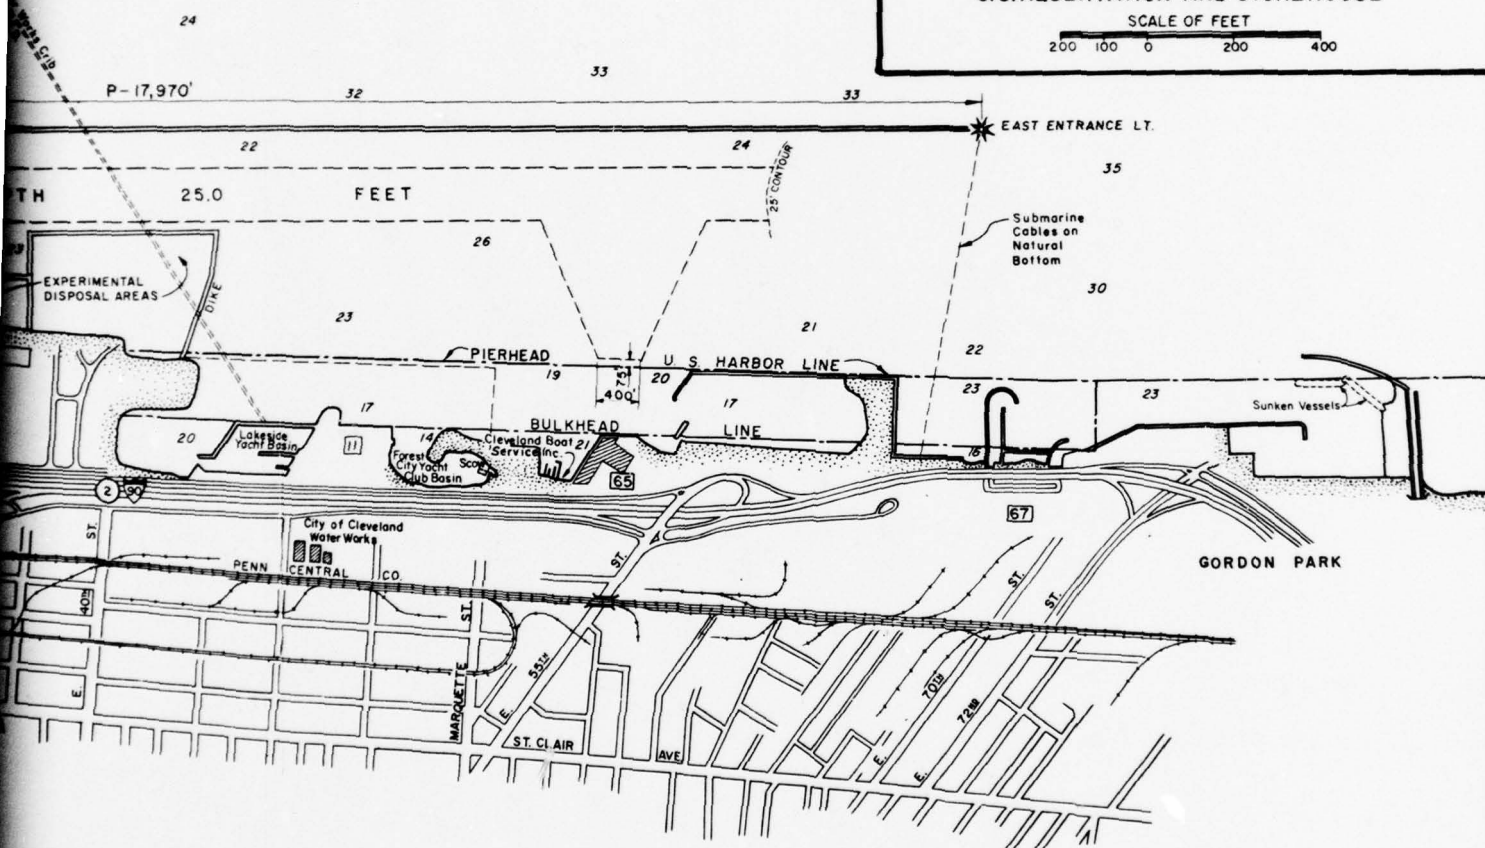 SCALE OF FEET
200 100 0 200 400
24
Works Crib
33
P-17,970'
32
33
EAST ENTRANCE LT.
22
24
35
25' CONTOUR
25.0 FEET
Submarine
Cables on
Natural
Bottom
26
23
EXPERIMENTAL
DISPOSAL AREAS
DIKE
30
23
21
PIERHEAD
U. S. HARBOR LINE
22
19
75'
20
400'
23
23
17
17
Sunken Vessels
BULKHEAD LINE
20
Lakeside
Yacht Basin
11
14
Cleveland Boat
Service Inc.
21
16
Forest
City Yacht
Club Basin
65
2
90
67
ST.
City of Cleveland
Water Works
ST.
GORDON PARK
PENN CENTRAL CO.
ST.
ST.
40TH
ST.
MARQUETTE
55TH
70TH
E.
E.
72ND
ST. CLAIR
AVE.
E.
E.